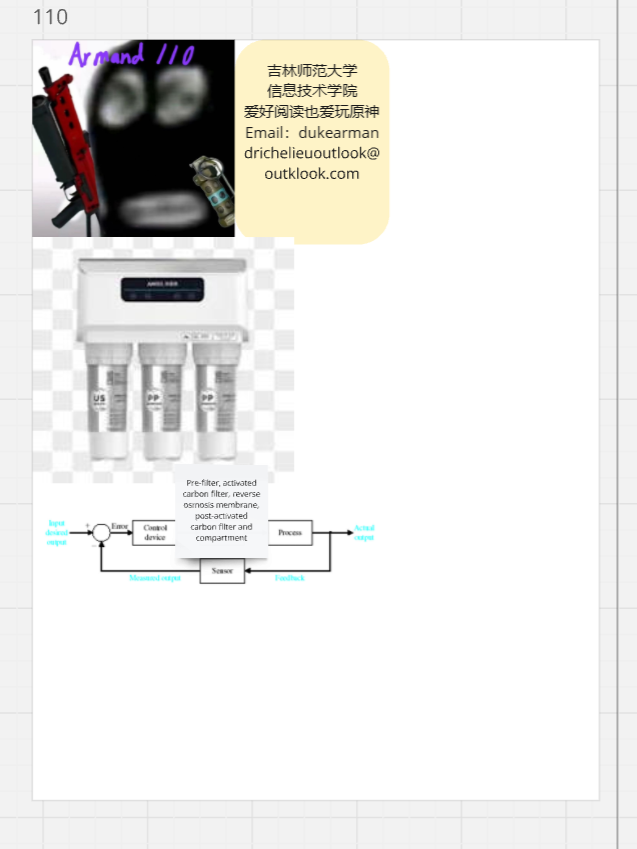 110
Armand 110
吉林师范大学
信息技术学院
爱好阅读也爱玩原神
Email：dukearman
drichelieuoutlook@
outklook.com
US
PP
PP
Pre-filter, activated
carbon filter, reverse
osmosis membrane,
post-activated
carbon filter and
compartment
Input
desired
output
+
Error
Control
device
Process
Actual
output
−
Measured output
Sensor
Feedback